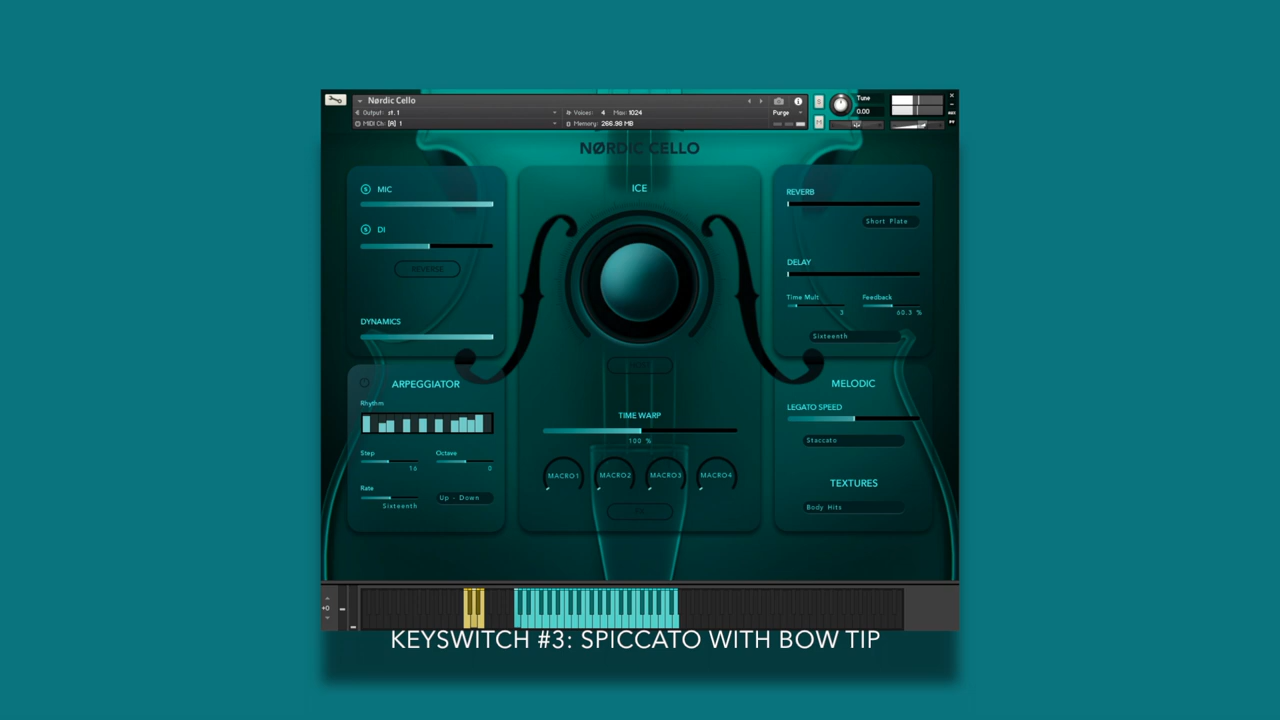 Nørdic Cello
Output: st. 1
Voices: 4 Max: 1024
Purge
MIDI Ch: [A] 1
Memory: 266.98 MB
S
M
Tune
0.00
AUX
PV
NØRDIC CELLO
S MIC
S DI
REVERSE
DYNAMICS
ARPEGGIATOR
Rhythm
Step
16
Octave
0
Rate
Sixteenth
Up - Down
ICE
TIME WARP
100 %
MACRO1
MACRO2
MACRO3
MACRO4
REVERB
Short Plate
DELAY
Time Mult
3
Feedback
60.3 %
Sixteenth
MELODIC
LEGATO SPEED
Staccato
TEXTURES
Body Hits
+0
KEYSWITCH #3: SPICCATO WITH BOW TIP